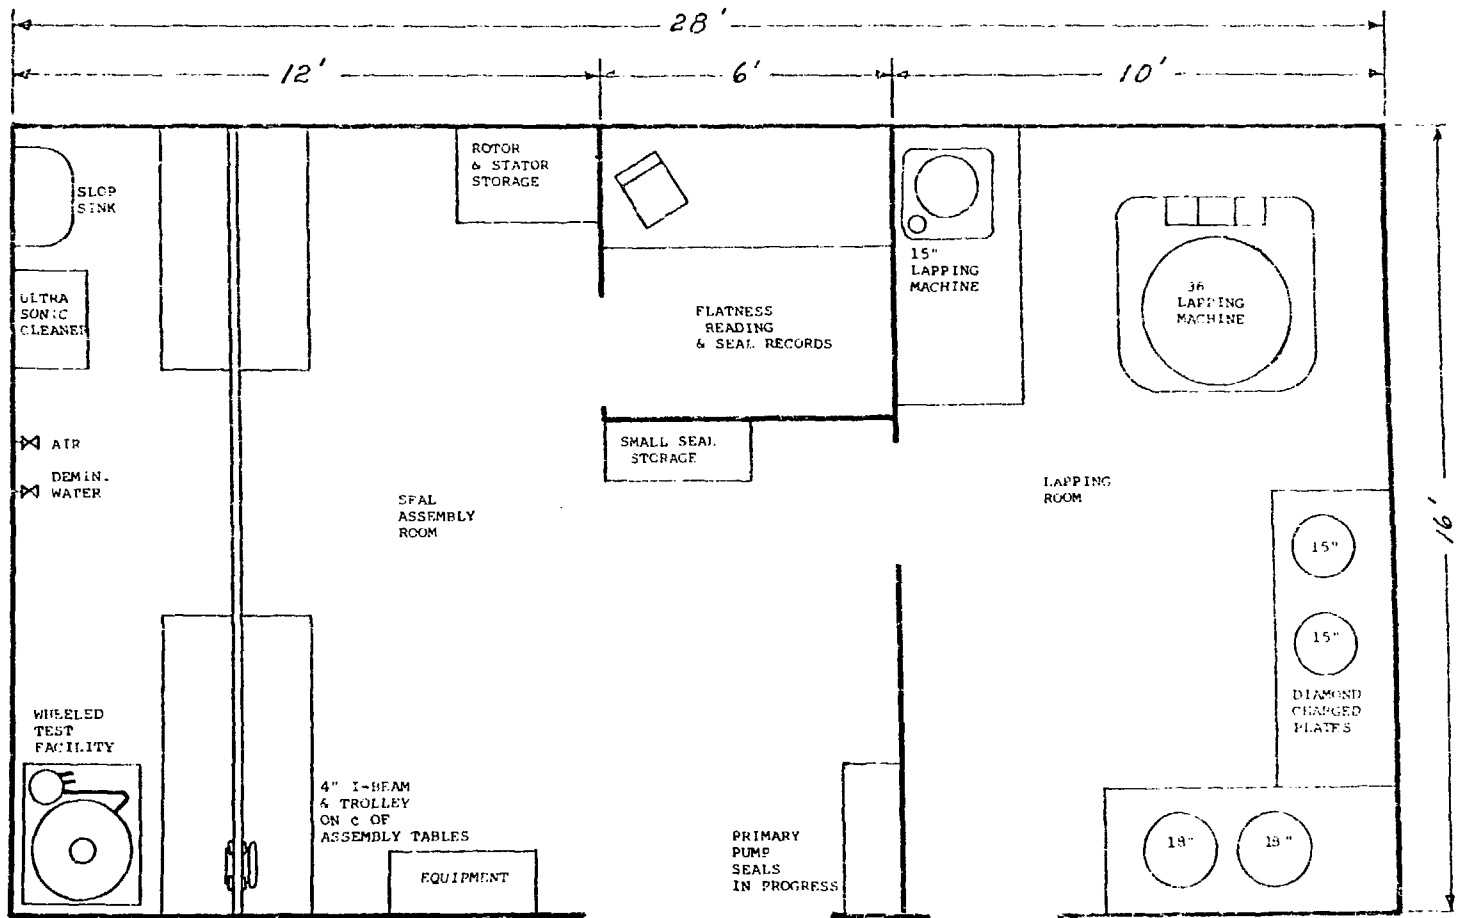 28'
12'
6'
10'
ROTOR
& STATOR
STORAGE
SLOP
SINK
15"
LAPPING
MACHINE
36
LAPPING
MACHINE
ULTRA
SONIC
CLEANER
FLATNESS
READING
& SEAL RECORDS
AIR
DEMIN.
WATER
SMALL SEAL
STORAGE
SEAL
ASSEMBLY
ROOM
LAPPING
ROOM
16'
15"
15"
DIAMOND
CHARGED
PLATES
WHEELED
TEST
FACILITY
4" I-BEAM
& TROLLEY
ON C OF
ASSEMBLY TABLES
EQUIPMENT
PRIMARY
PUMP
SEALS
IN PROGRESS
18"
18"